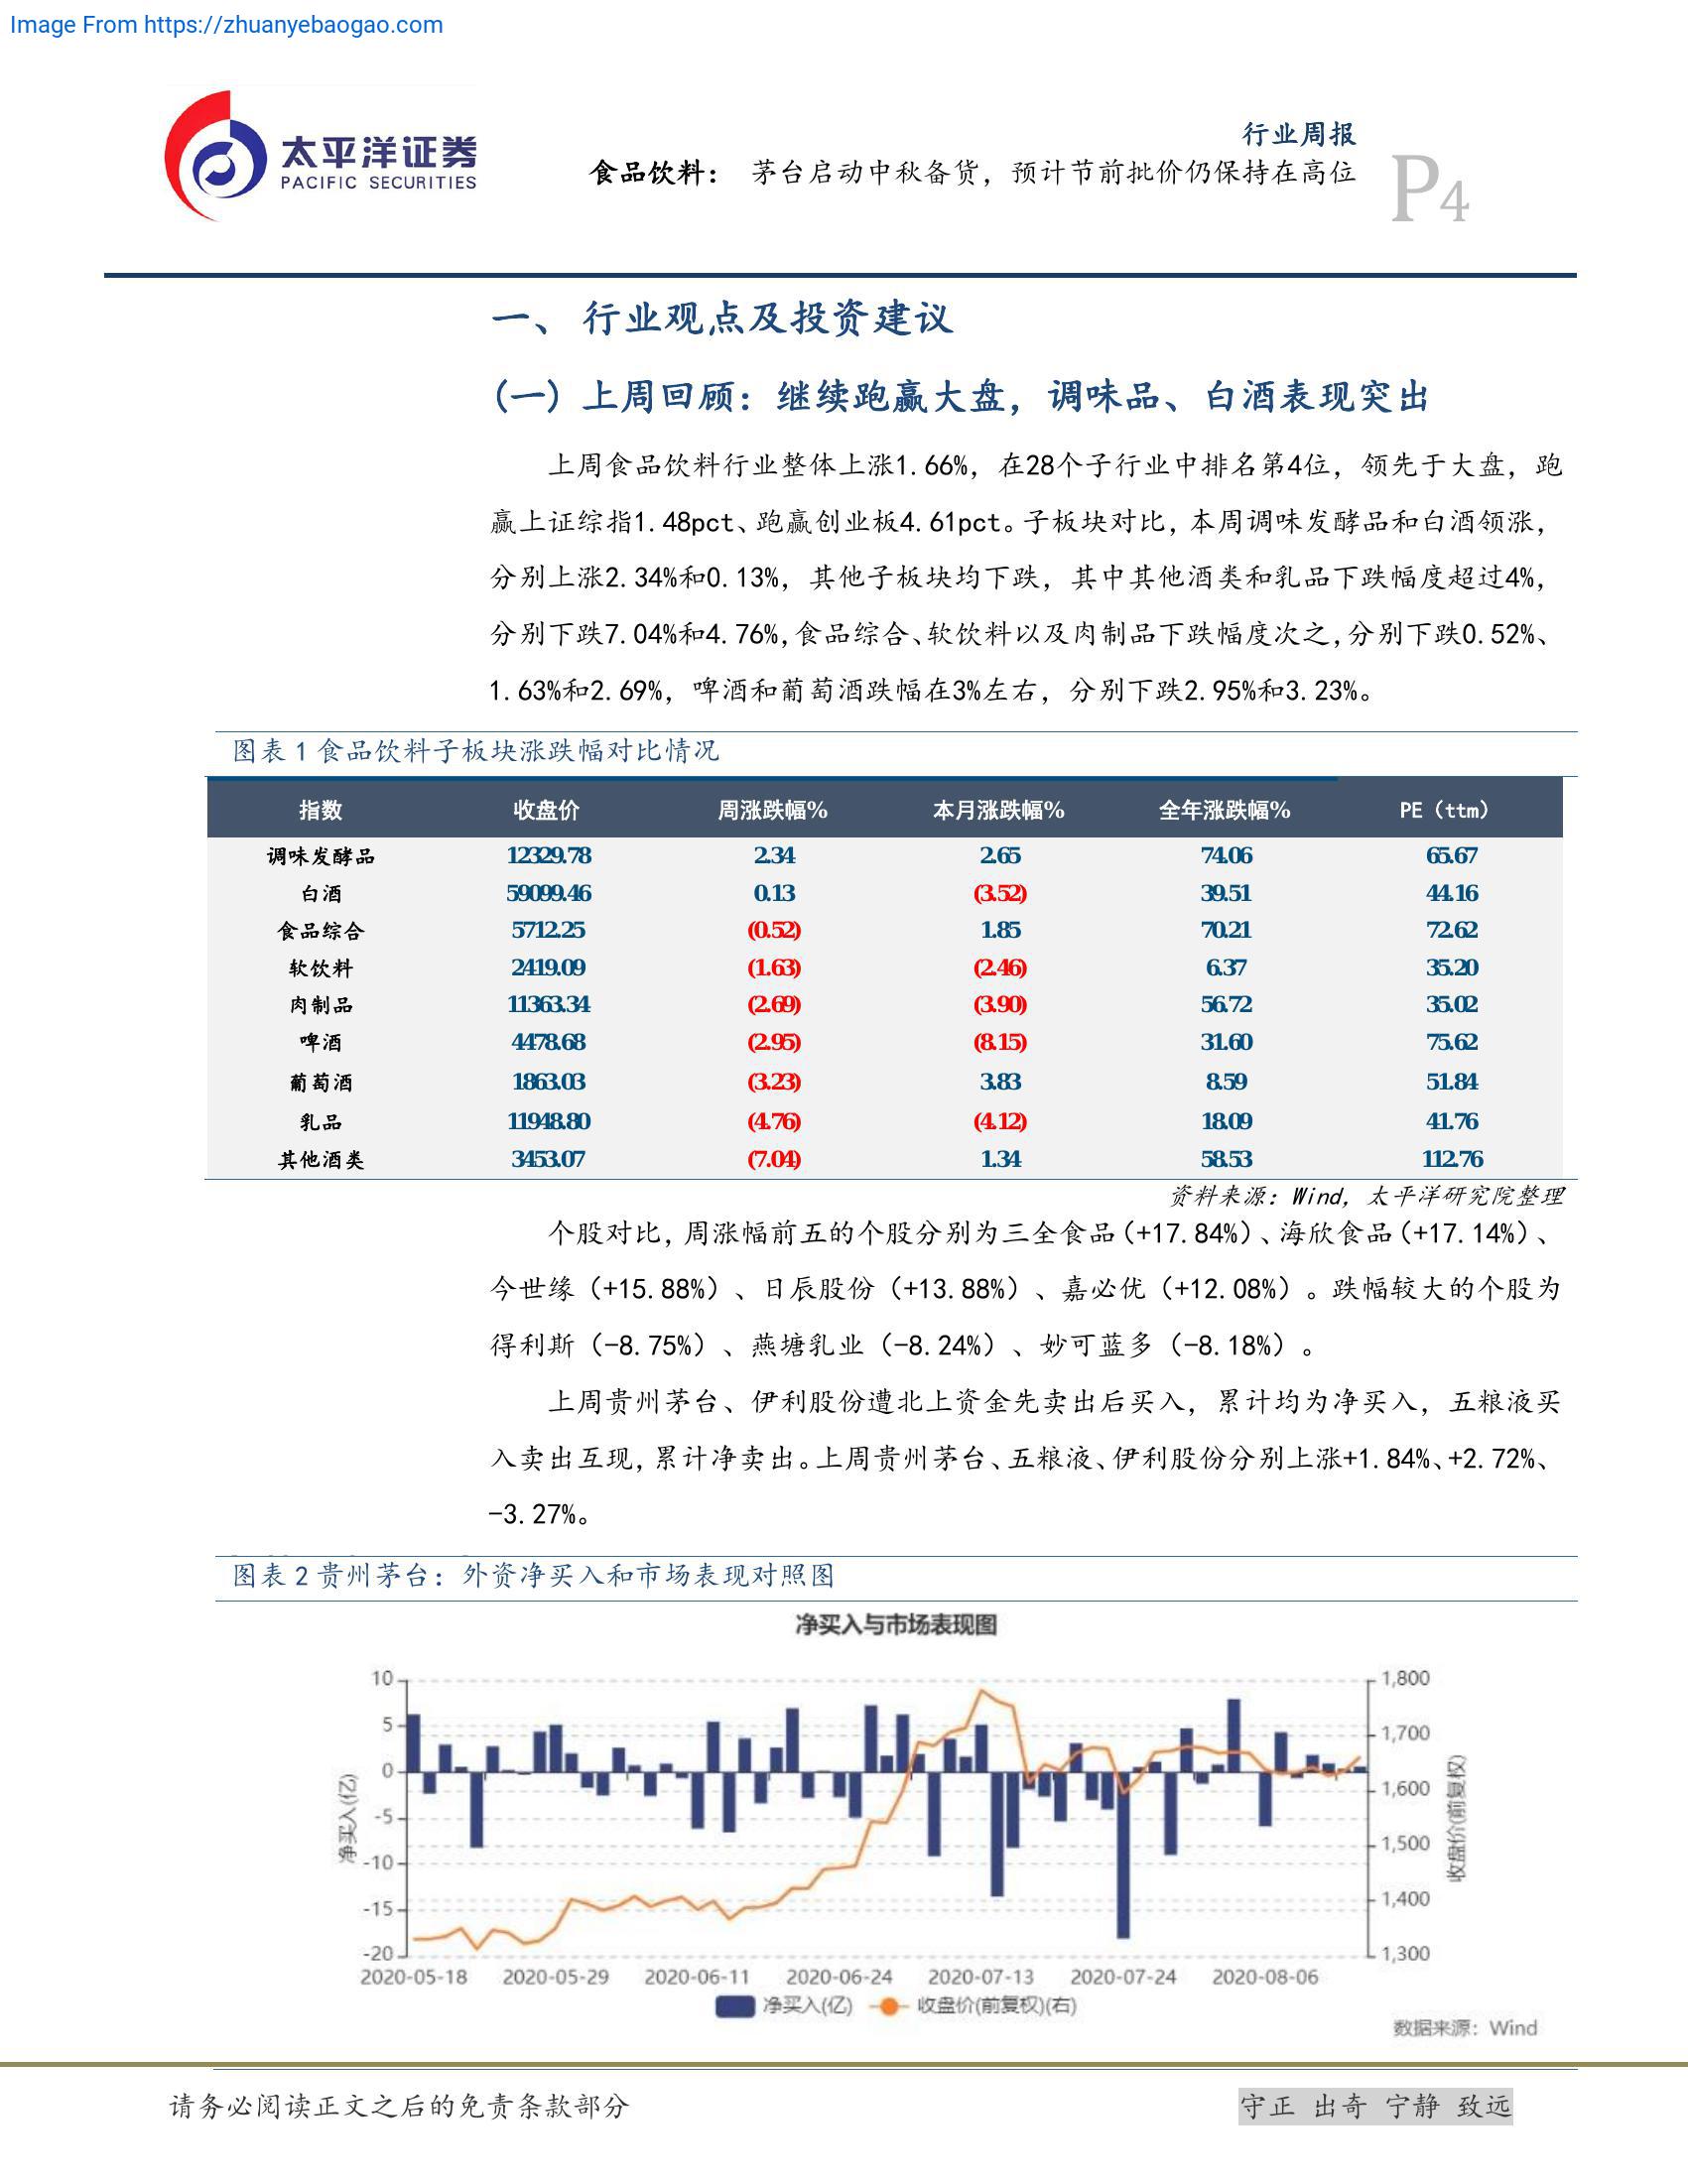 Image From https://zhuanyebaogao.com
太平洋证券
PACIFIC SECURITIES
行业周报
食品饮料： 茅台启动中秋备货，预计节前批价仍保持在高位
P4
一、 行业观点及投资建议
(一) 上周回顾：继续跑赢大盘，调味品、白酒表现突出
上周食品饮料行业整体上涨1.66%，在28个子行业中排名第4位，领先于大盘，跑
赢上证综指1.48pct、跑赢创业板4.61pct。子板块对比，本周调味发酵品和白酒领涨，
分别上涨2.34%和0.13%，其他子板块均下跌，其中其他酒类和乳品下跌幅度超过4%，
分别下跌7.04%和4.76%，食品综合、软饮料以及肉制品下跌幅度次之，分别下跌0.52%、
1.63%和2.69%，啤酒和葡萄酒跌幅在3%左右，分别下跌2.95%和3.23%。
图表 1 食品饮料子板块涨跌幅对比情况
指数 收盘价 周涨跌幅% 本月涨跌幅% 全年涨跌幅% PE（ttm）
调味发酵品 12329.78 2.34 2.65 74.06 65.67
白酒 59099.46 0.13 (3.52) 39.51 44.16
食品综合 5712.25 (0.52) 1.85 70.21 72.62
软饮料 2419.09 (1.63) (2.46) 6.37 35.20
肉制品 11363.34 (2.69) (3.90) 56.72 35.02
啤酒 4478.68 (2.95) (8.15) 31.60 75.62
葡萄酒 1863.03 (3.23) 3.83 8.59 51.84
乳品 11948.80 (4.76) (4.12) 18.09 41.76
其他酒类 3453.07 (7.04) 1.34 58.53 112.76
资料来源：Wind，太平洋研究院整理
个股对比，周涨幅前五的个股分别为三全食品（+17.84%）、海欣食品（+17.14%）、
今世缘（+15.88%）、日辰股份（+13.88%）、嘉必优（+12.08%）。跌幅较大的个股为
得利斯（-8.75%）、燕塘乳业（-8.24%）、妙可蓝多（-8.18%）。
上周贵州茅台、伊利股份遭北上资金先卖出后买入，累计均为净买入，五粮液买
入卖出互现，累计净卖出。上周贵州茅台、五粮液、伊利股份分别上涨+1.84%、+2.72%、
-3.27%。
图表 2 贵州茅台：外资净买入和市场表现对照图
净买入与市场表现图
10 5 0 -5 -10 -15 -20
净买入(亿)
1,800 1,700 1,600 1,500 1,400 1,300
收盘价(前复权)
2020-05-18 2020-05-29 2020-06-11 2020-06-24 2020-07-13 2020-07-24 2020-08-06
净买入(亿) 收盘价(前复权)(右)
数据来源：Wind
请务必阅读正文之后的免责条款部分
守正 出奇 宁静 致远